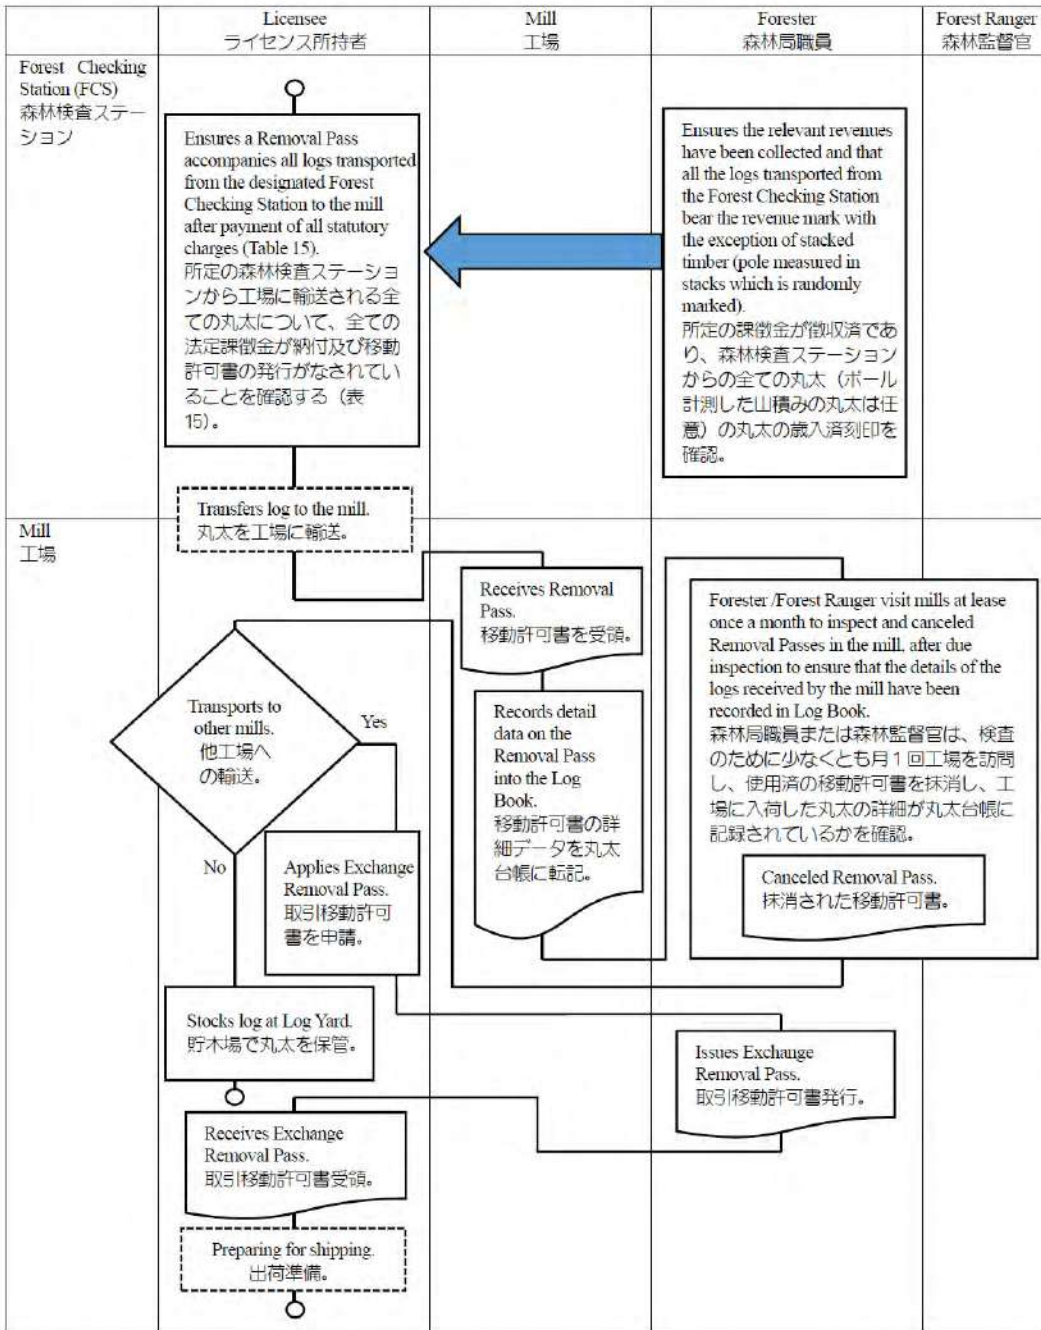 Licensee
ライセンス所持者
Mill
工場
Forester
森林局職員
Forest Ranger
森林監督官
Forest Checking
Station (FCS)
森林検査ステー
ション
Ensures a Removal Pass
accompanies all logs transported
from the designated Forest
Checking Station to the mill
after payment of all statutory
charges (Table 15).
所定の森林検査ステーショ
ンから工場に輸送される全
ての丸太について、全ての
法定課徴金が納付及び移動
許可書の発行がなされてい
ることを確認する（表
15）。
Ensures the relevant revenues
have been collected and that
all the logs transported from
the Forest Checking Station
bear the revenue mark with
the exception of stacked
timber (pole measured in
stacks which is randomly
marked).
所定の課徴金が徴収済であ
り、森林検査ステーション
からの全ての丸太（ポール
計測した山積みの丸太は任
意）の丸太の歳入済刻印を
確認。
Transfers log to the mill.
丸太を工場に輸送。
Mill
工場
Receives Removal
Pass.
移動許可書を受領。
Records detail
data on the
Removal Pass
into the Log
Book.
移動許可書の詳
細データを丸太
台帳に転記。
Forester /Forest Ranger visit mills at lease
once a month to inspect and canceled
Removal Passes in the mill, after due
inspection to ensure that the details of the
logs received by the mill have been
recorded in Log Book.
森林局職員または森林監督官は、検査
のために少なくとも月１回工場を訪問
し、使用済の移動許可書を抹消し、工
場に入荷した丸太の詳細が丸太台帳に
記録されているかを確認。
Canceled Removal Pass.
抹消された移動許可書。
Transports to
other mills.
他工場へ
の輸送。
Yes
No
Applies Exchange
Removal Pass.
取引移動許可
書を申請。
Stocks log at Log Yard.
貯木場で丸太を保管。
Issues Exchange
Removal Pass.
取引移動許可書発行。
Receives Exchange
Removal Pass.
取引移動許可書受領。
Preparing for shipping.
出荷準備。